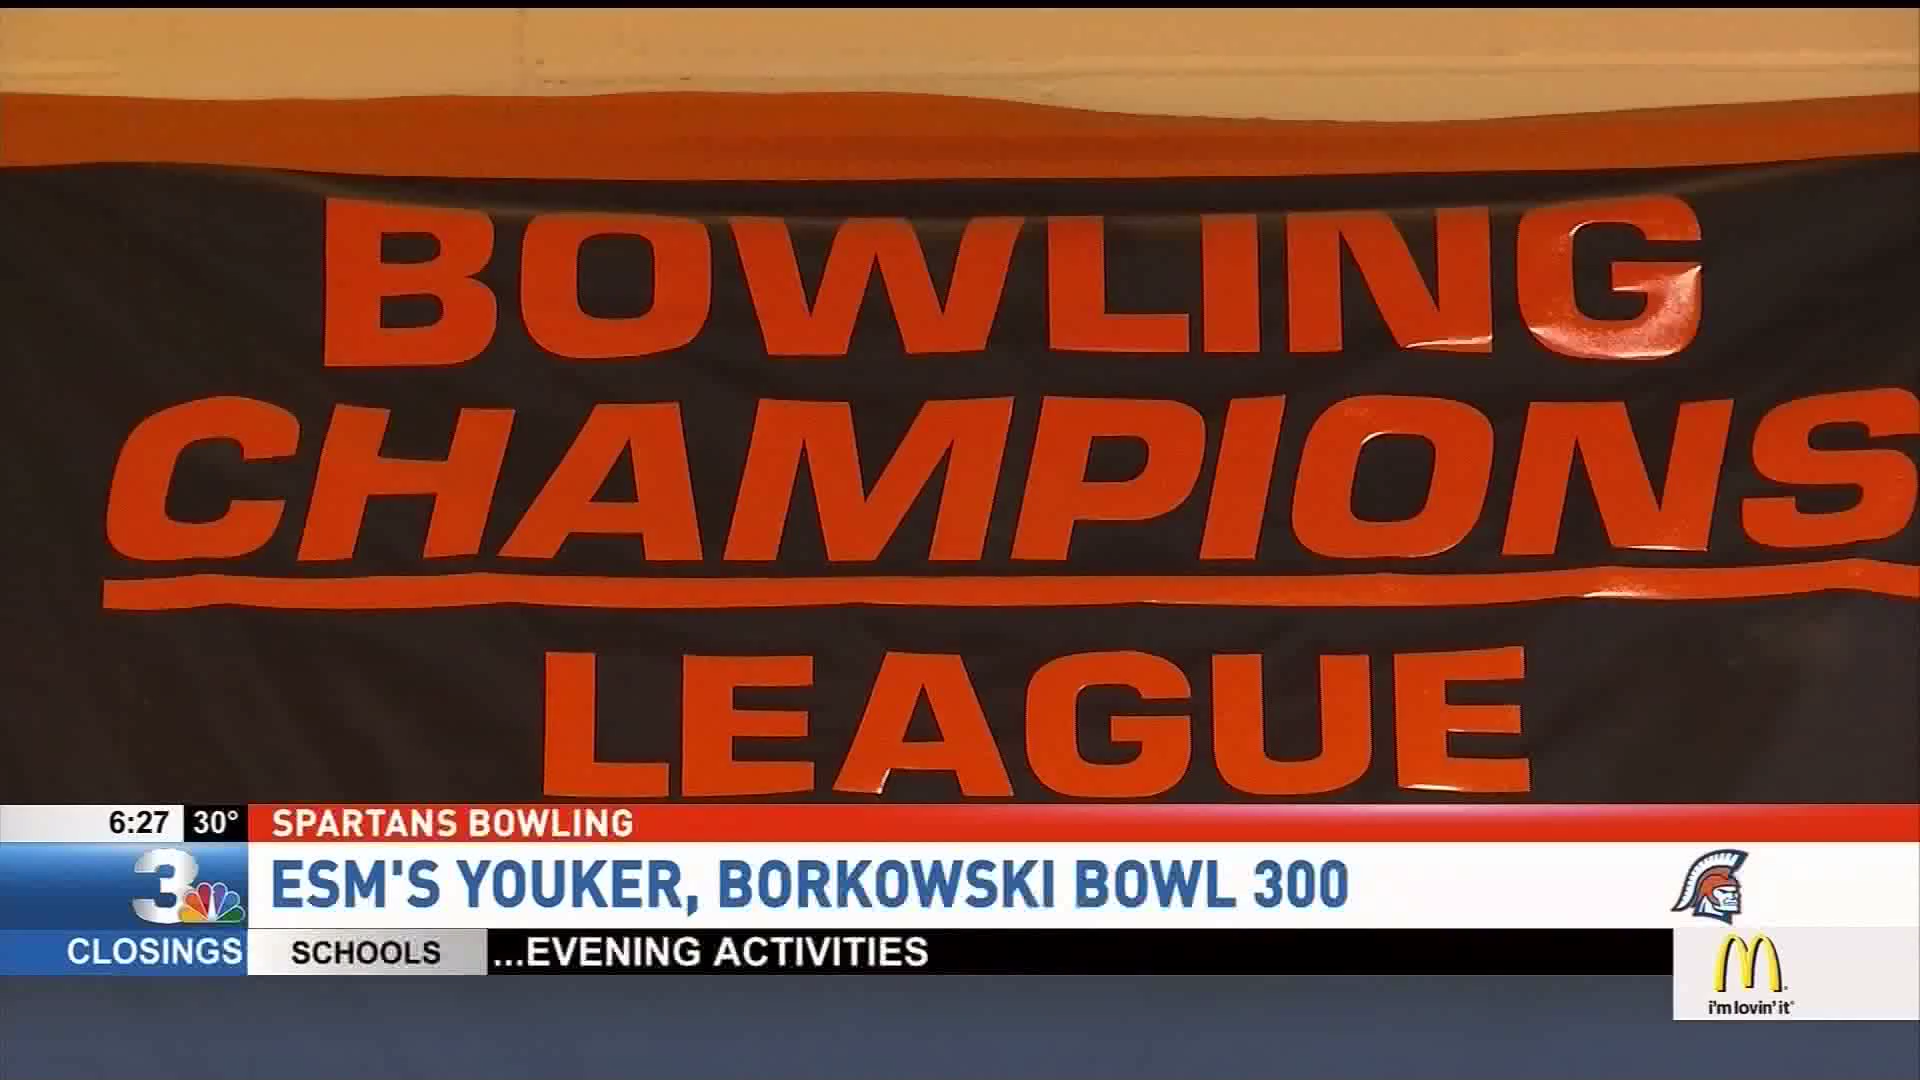 BOWLING
CHAMPIONS
LEAGUE
6:27 30° SPARTANS BOWLING
3 ESM'S YOUKER, BORKOWSKI BOWL 300
CLOSINGS SCHOOLS ...EVENING ACTIVITIES
M
i'm lovin' it